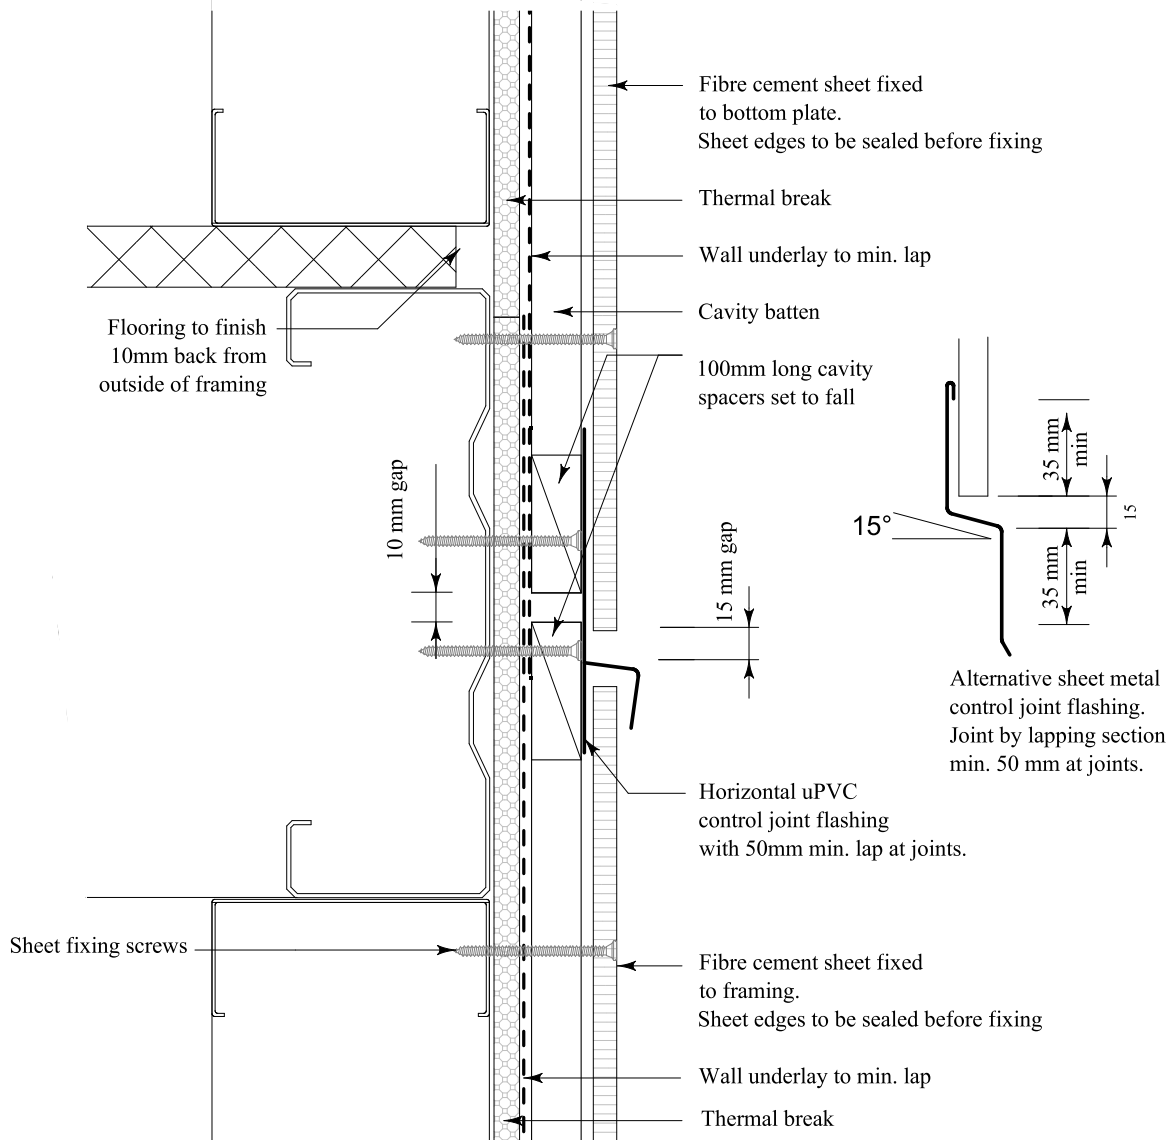 Fibre cement sheet fixed
to bottom plate.
Sheet edges to be sealed before fixing
Thermal break
Wall underlay to min. lap
Cavity batten
Flooring to finish
10mm back from
outside of framing
100mm long cavity
spacers set to fall
10 mm gap
15 mm gap
15°
35 mm
min
15
35 mm
min
Alternative sheet metal
control joint flashing.
Joint by lapping section
min. 50 mm at joints.
Horizontal uPVC
control joint flashing
with 50mm min. lap at joints.
Sheet fixing screws
Fibre cement sheet fixed
to framing.
Sheet edges to be sealed before fixing
Wall underlay to min. lap
Thermal break